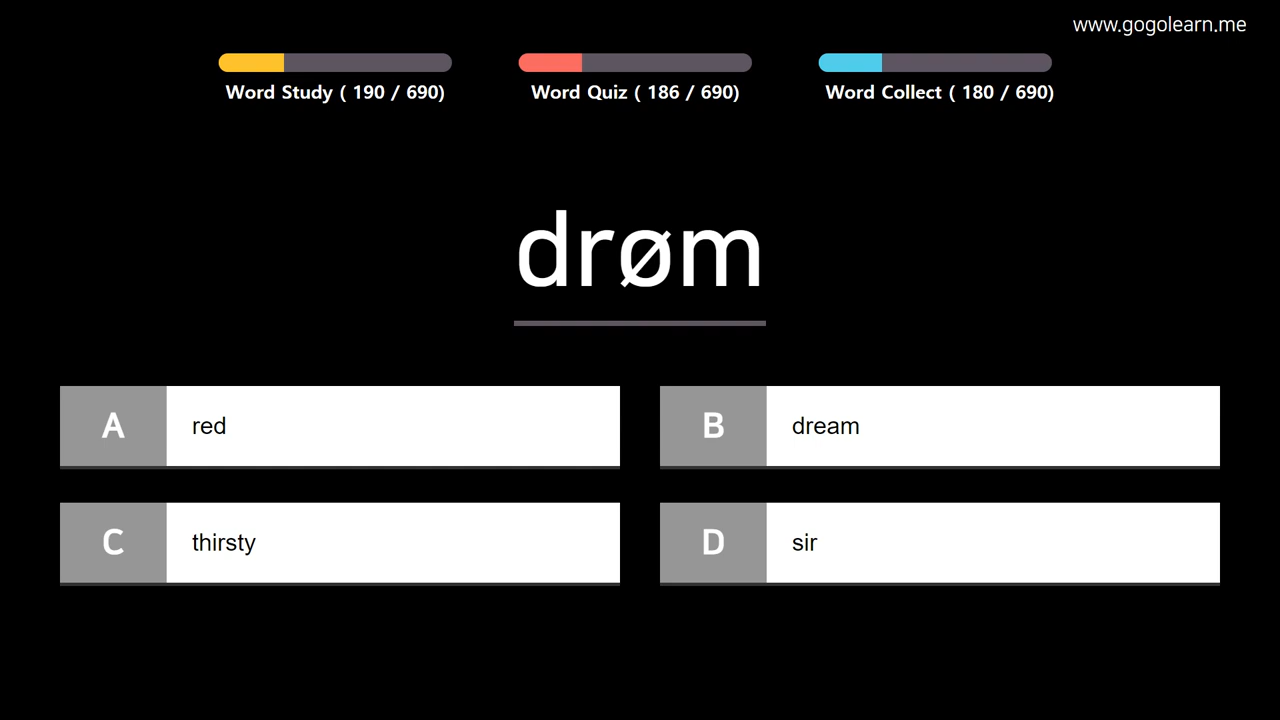 www.gogolearn.me
Word Study ( 190 / 690)
Word Quiz ( 186 / 690)
Word Collect ( 180 / 690)
drøm
A red
B dream
C thirsty
D sir